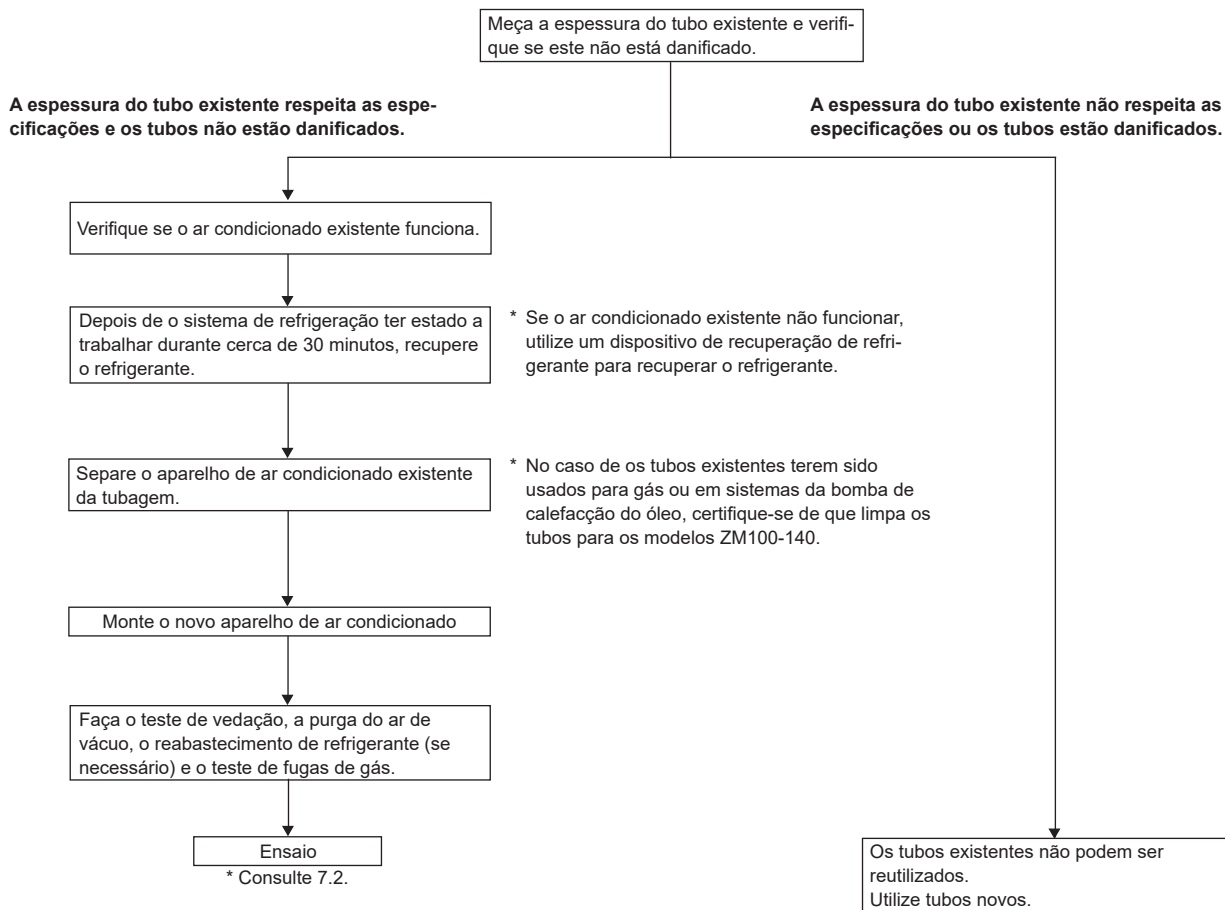 Meça a espessura do tubo existente e verifi-
que se este não está danificado.
A espessura do tubo existente respeita as espe-
cificações e os tubos não estão danificados.
A espessura do tubo existente não respeita as
especificações ou os tubos estão danificados.
Verifique se o ar condicionado existente funciona.
Depois de o sistema de refrigeração ter estado a
trabalhar durante cerca de 30 minutos, recupere
o refrigerante.
* Se o ar condicionado existente não funcionar,
utilize um dispositivo de recuperação de refri-
gerante para recuperar o refrigerante.
Separe o aparelho de ar condicionado existente
da tubagem.
* No caso de os tubos existentes terem sido
usados para gás ou em sistemas da bomba de
calefacção do óleo, certifique-se de que limpa os
tubos para os modelos ZM100-140.
Monte o novo aparelho de ar condicionado
Faça o teste de vedação, a purga do ar de
vácuo, o reabastecimento de refrigerante (se
necessário) e o teste de fugas de gás.
Ensaio
* Consulte 7.2.
Os tubos existentes não podem ser
reutilizados.
Utilize tubos novos.